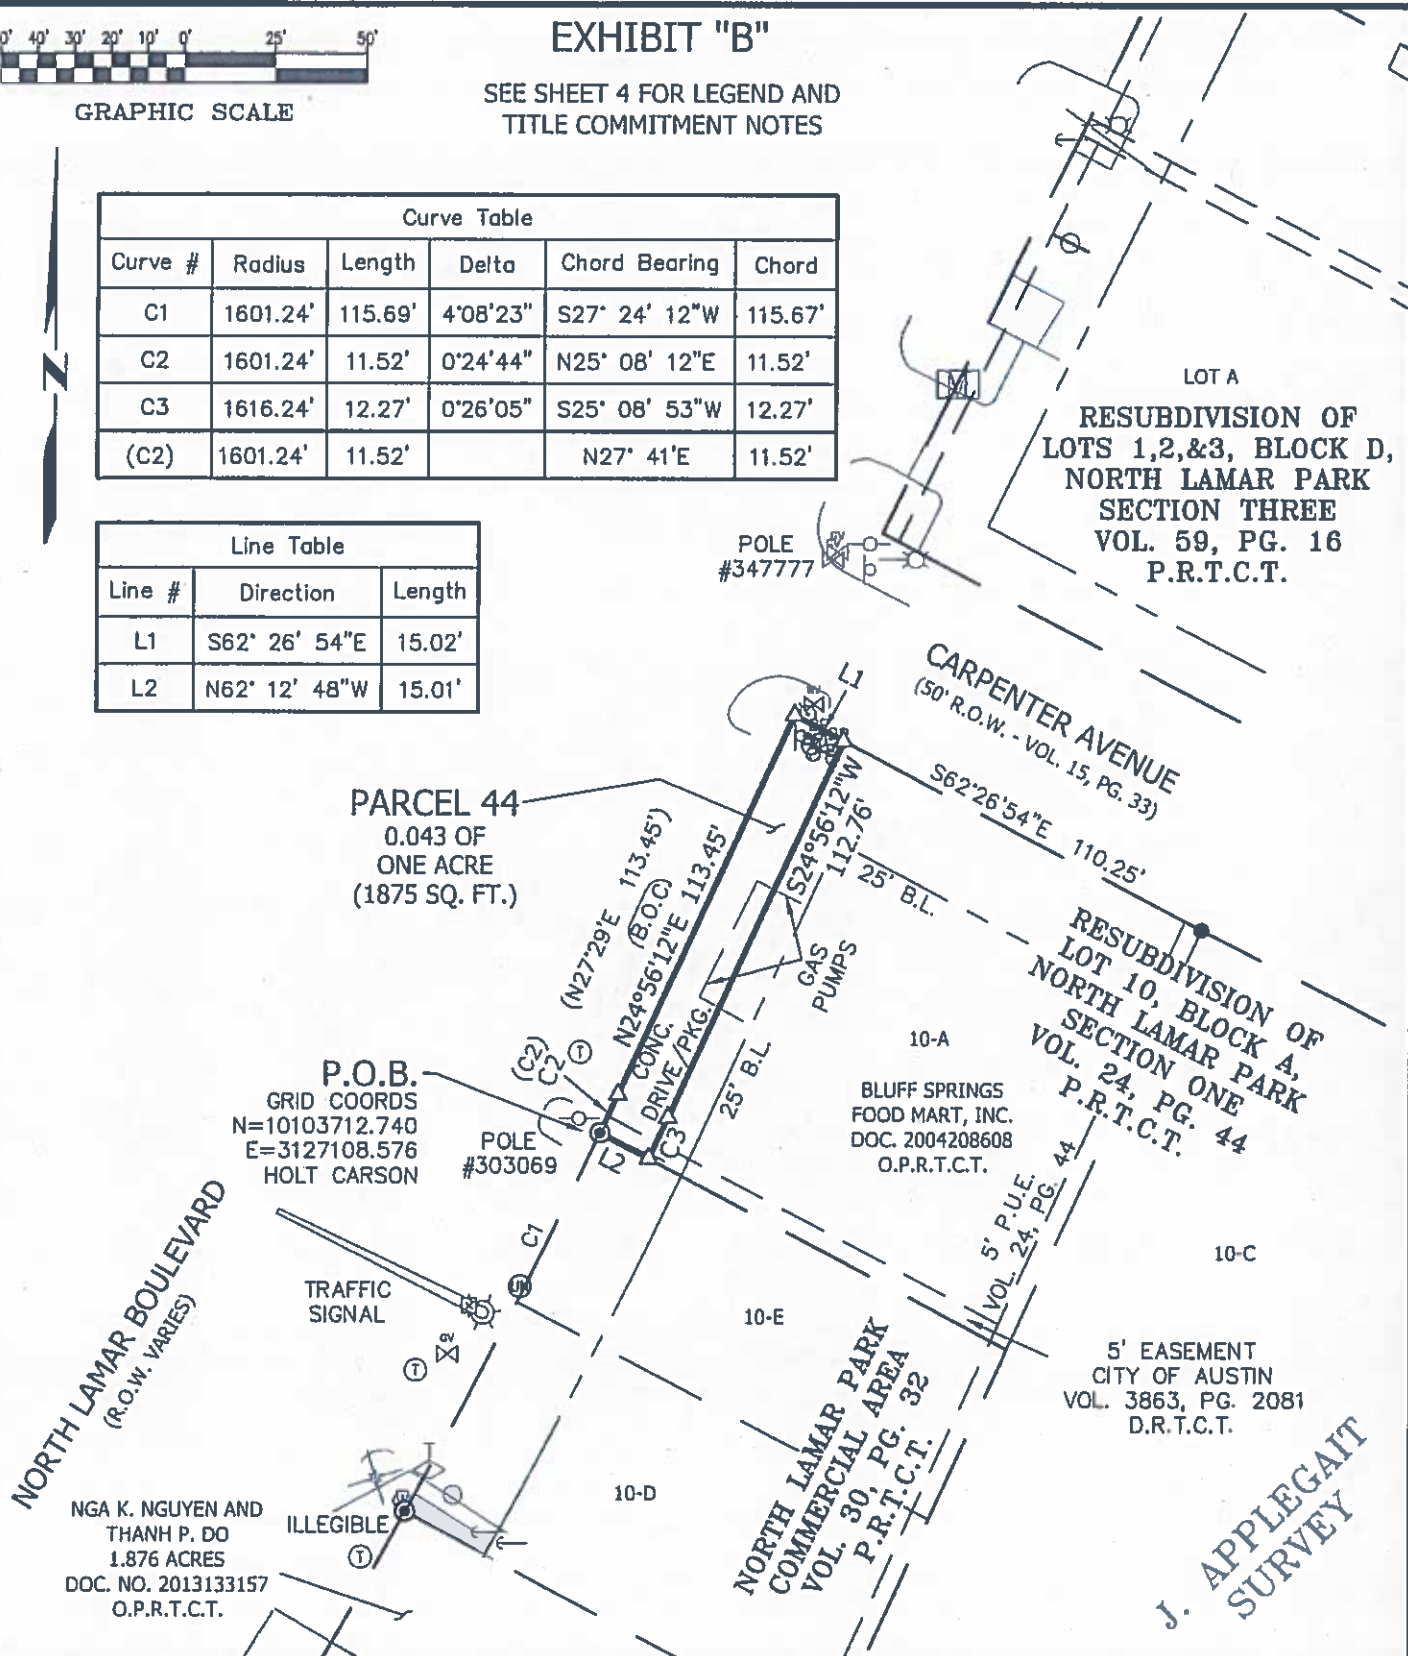 0' 40' 30' 20' 10' 0' 25' 50'
GRAPHIC SCALE
EXHIBIT "B"
SEE SHEET 4 FOR LEGEND AND
TITLE COMMITMENT NOTES
N
Curve Table
Curve # Radius Length Delta Chord Bearing Chord
C1 1601.24' 115.69' 4°08'23" S27° 24' 12"W 115.67'
C2 1601.24' 11.52' 0°24'44" N25° 08' 12"E 11.52'
C3 1616.24' 12.27' 0°26'05" S25° 08' 53"W 12.27'
(C2) 1601.24' 11.52' N27° 41'E 11.52'
Line Table
Line # Direction Length
L1 S62° 26' 54"E 15.02'
L2 N62° 12' 48"W 15.01'
LOT A
RESUBDIVISION OF
LOTS 1,2,&3, BLOCK D,
NORTH LAMAR PARK
SECTION THREE
VOL. 59, PG. 16
P.R.T.C.T.
POLE
#347777
L1
CARPENTER AVENUE
(50' R.O.W. - VOL. 15, PG. 33)
S62°26'54"E 110.25'
PARCEL 44
0.043 OF
ONE ACRE
(1875 SQ. FT.)
(N27°29'E 113.45')
(B.O.C)
N24°56'12"E 113.45'
S24°56'12"W
112.76'
25' B.L.
GAS
PUMPS
CONC.
DRIVE/PKG.
25' B.L.
RESUBDIVISION OF
LOT 10, BLOCK A,
NORTH LAMAR PARK
SECTION ONE
VOL. 24, PG. 44
P.R.T.C.T.
10-A
BLUFF SPRINGS
FOOD MART, INC.
DOC. 2004208608
O.P.R.T.C.T.
(C2)
C2
T
P.O.B.
GRID COORDS
N=10103712.740
E=3127108.576
HOLT CARSON
POLE
#303069
L2
C3
C1
5' P.U.E.
VOL. 24, PG. 44
10-C
NORTH LAMAR BOULEVARD
(R.O.W. VARIES)
TRAFFIC
SIGNAL
T
10-E
5' EASEMENT
CITY OF AUSTIN
VOL. 3863, PG. 2081
D.R.T.C.T.
NORTH LAMAR PARK
COMMERCIAL AREA
VOL. 30, PG. 32
P.R.T.C.T.
10-D
NGA K. NGUYEN AND
THANH P. DO
1.876 ACRES
DOC. NO. 2013133157
O.P.R.T.C.T.
ILLEGIBLE
T
J. APPLEGAIT
SURVEY